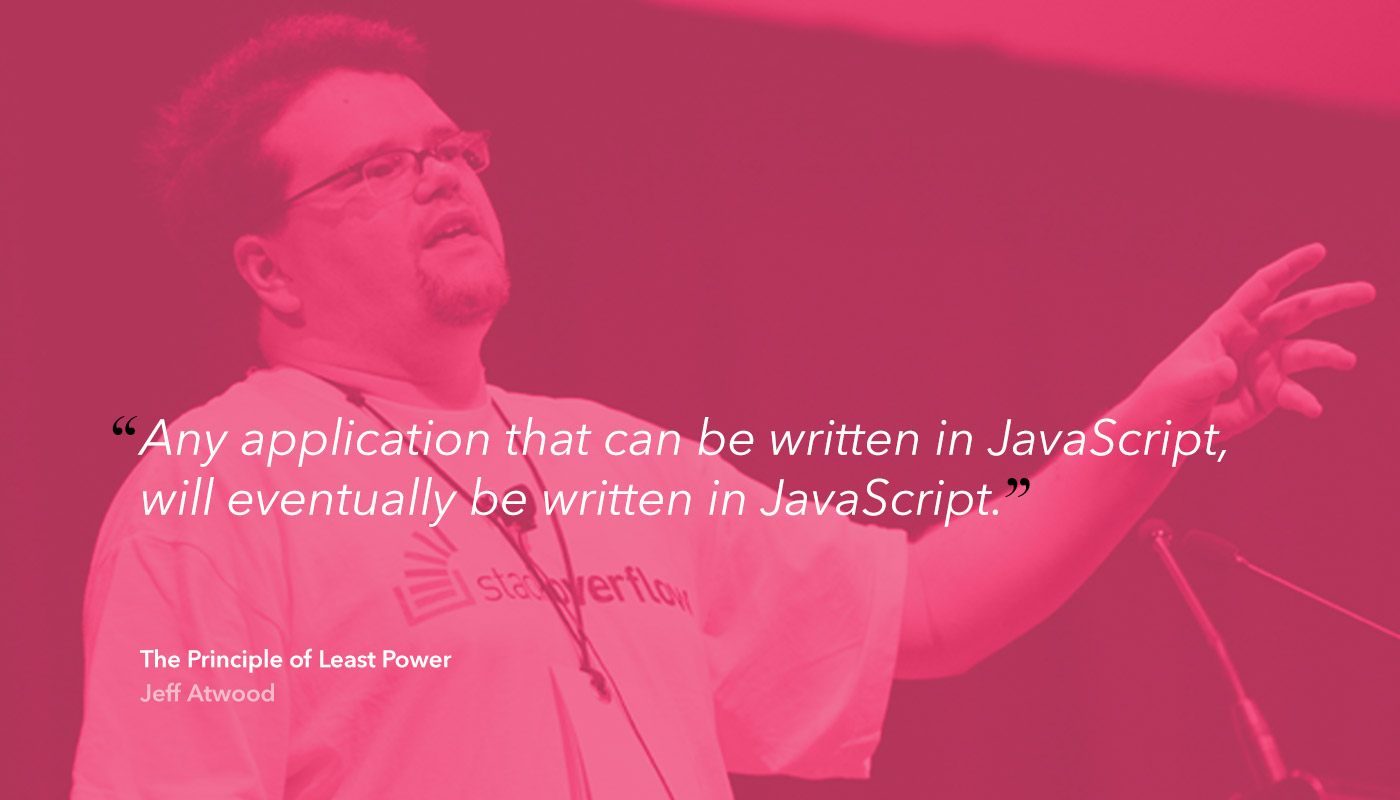 “Any application that can be written in JavaScript,
will eventually be written in JavaScript.”
stackoverflow
The Principle of Least Power
Jeff Atwood